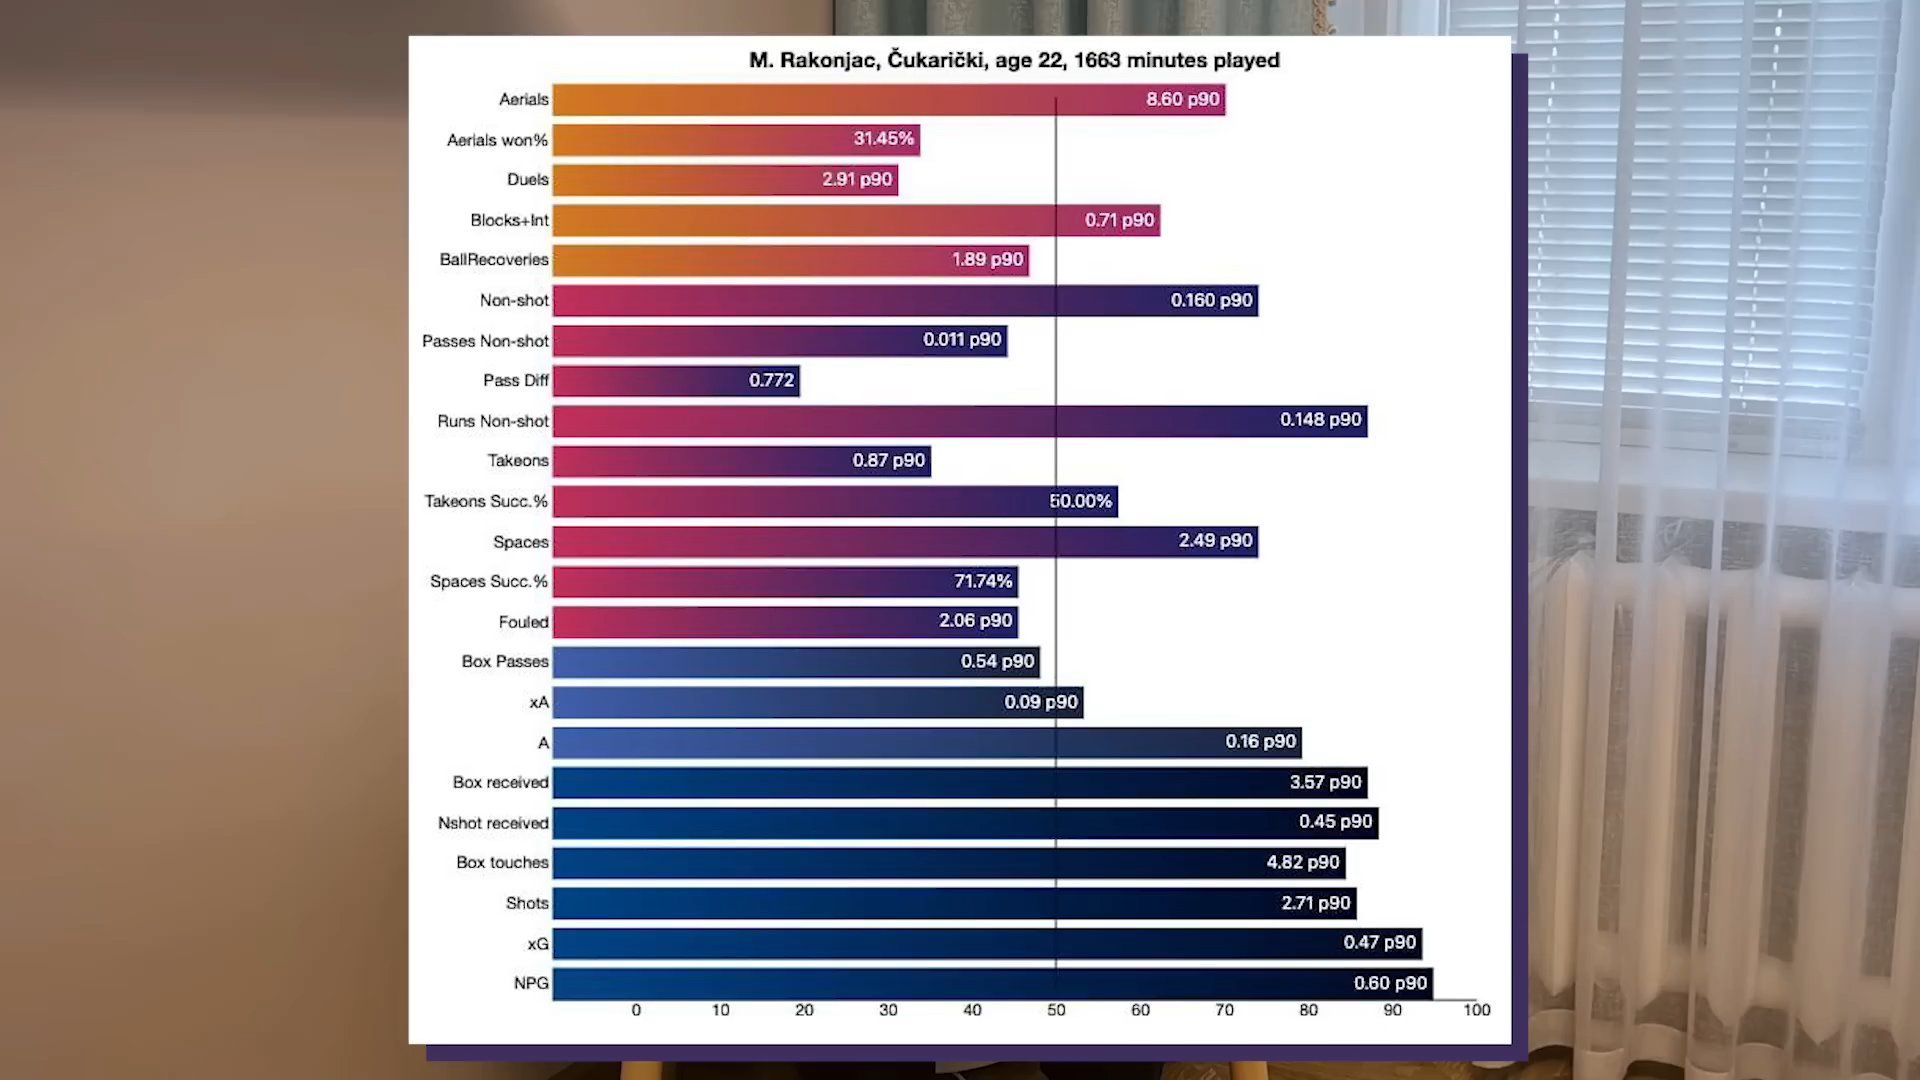 M. Rakonjac, Čukarički, age 22, 1663 minutes played
Aerials 8.60 p90
Aerials won% 31.45%
Duels 2.91 p90
Blocks+Int 0.71 p90
BallRecoveries 1.89 p90
Non-shot 0.160 p90
Passes Non-shot 0.011 p90
Pass Diff 0.772
Runs Non-shot 0.148 p90
Takeons 0.87 p90
Takeons Succ.% 50.00%
Spaces 2.49 p90
Spaces Succ.% 71.74%
Fouled 2.06 p90
Box Passes 0.54 p90
xA 0.09 p90
A 0.16 p90
Box received 3.57 p90
Nshot received 0.45 p90
Box touches 4.82 p90
Shots 2.71 p90
xG 0.47 p90
NPG 0.60 p90
0 10 20 30 40 50 60 70 80 90 100